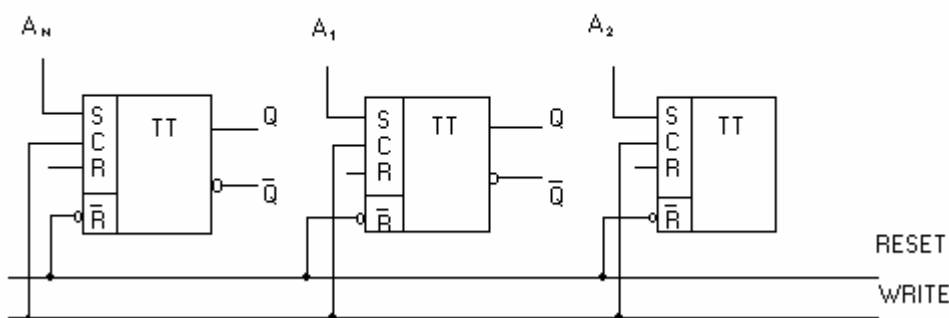 Aₙ
A₁
A₂
S
C
R
R̅
TT
Q
Q̅
S
C
R
R̅
TT
Q
Q̅
S
C
R
R̅
TT
RESET
WRITE